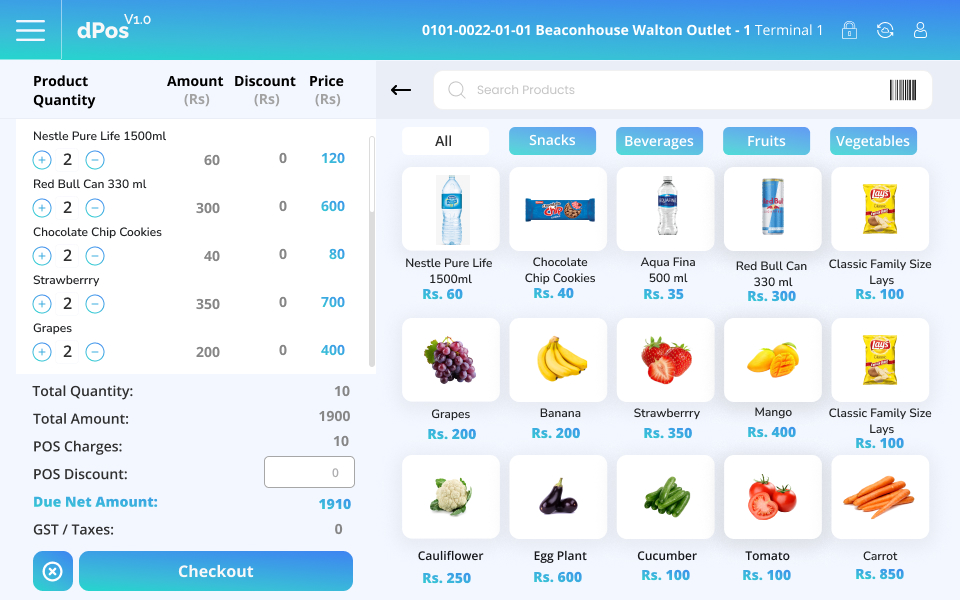 dPos V1.0
0101-0022-01-01 Beaconhouse Walton Outlet - 1 Terminal 1
0
Product Quantity Amount (Rs) Discount (Rs) Price (Rs)
Nestle Pure Life 1500ml
+ 2 − 60 0 120
Red Bull Can 330 ml
+ 2 − 300 0 600
Chocolate Chip Cookies
+ 2 − 40 0 80
Strawberrry
+ 2 − 350 0 700
Grapes
+ 2 − 200 0 400
Total Quantity: 10
Total Amount: 1900
POS Charges: 10
POS Discount: 0
Due Net Amount: 1910
GST / Taxes: 0
Checkout
Search Products
All Snacks Beverages Fruits Vegetables
Nestle Pure Life 1500ml
Rs. 60
Chocolate Chip Cookies
Rs. 40
Aqua Fina 500 ml
Rs. 35
RedBull
Red Bull Can 330 ml
Rs. 300
Lay's
Classic Family Size Lays
Rs. 100
Grapes
Rs. 200
Banana
Rs. 200
Strawberrry
Rs. 350
Mango
Rs. 400
Lay's
Classic Family Size Lays
Rs. 100
Cauliflower
Rs. 250
Egg Plant
Rs. 600
Cucumber
Rs. 100
Tomato
Rs. 100
Carrot
Rs. 850